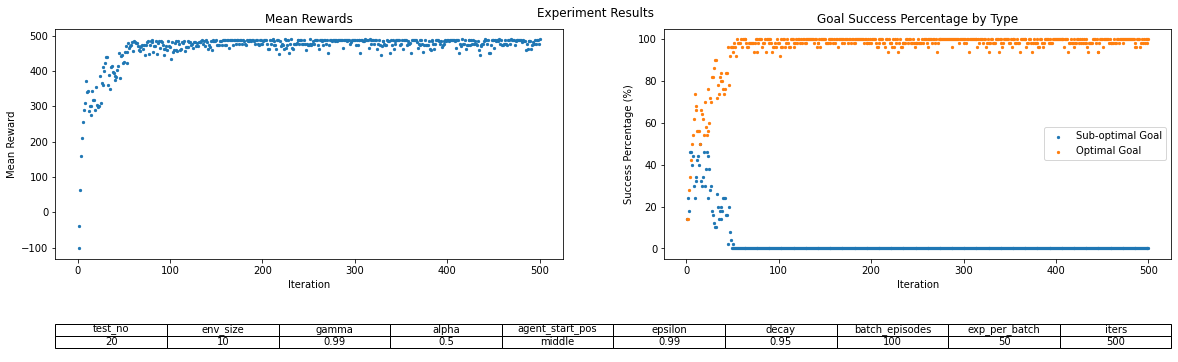 Experiment Results
Mean Rewards
Mean Reward
500
400
300
200
100
0
−100
0 100 200 300 400 500
Iteration
Goal Success Percentage by Type
Success Percentage (%)
100
80
60
40
20
0
Sub-optimal Goal
Optimal Goal
0 100 200 300 400 500
Iteration
test_no env_size gamma alpha agent_start_pos epsilon decay batch_episodes exp_per_batch iters
20 10 0.99 0.5 middle 0.99 0.95 100 50 500